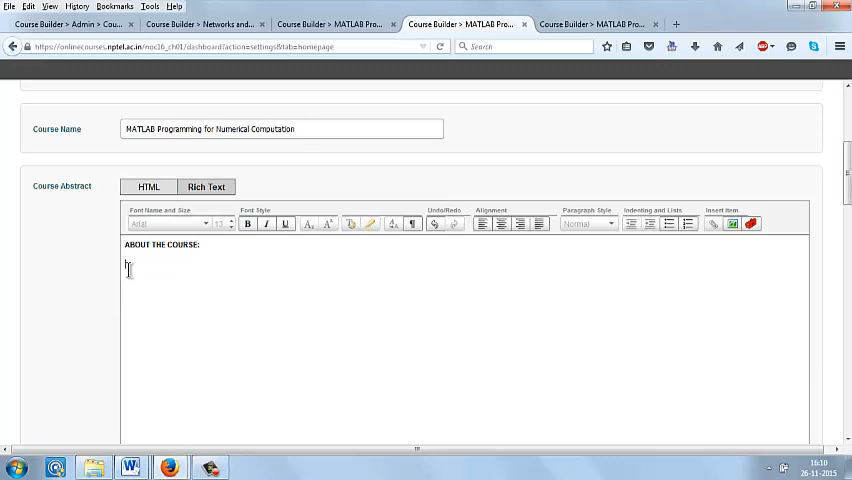 File Edit View History Bookmarks Tools Help
Course Builder > Admin > Cou... Course Builder > Networks and... Course Builder > MATLAB Pro... Course Builder > MATLAB Pro... Course Builder > MATLAB Pro...
https://onlinecourses.nptel.ac.in/noc16_ch01/dashboard?action=settings&tab=homepage Search
Course Name MATLAB Programming for Numerical Computation
Course Abstract HTML Rich Text
Font Name and Size Font Style Undo/Redo Alignment Paragraph Style Indenting and Lists Insert Item
Arial 13 B I U Normal
ABOUT THE COURSE:
16:10
26-11-2015